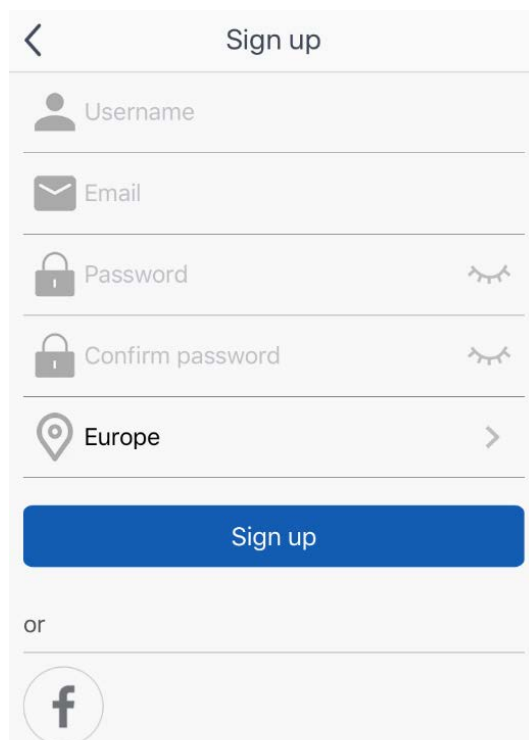 Sign up
Username
Email
Password
Confirm password
Europe
Sign up
or
f